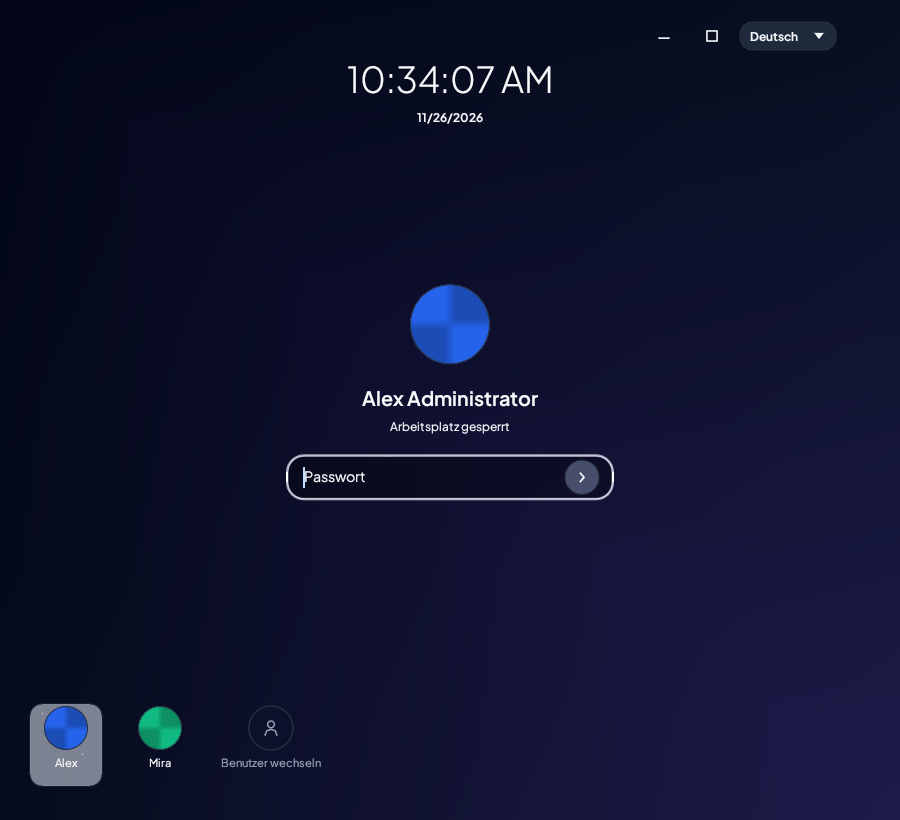 Deutsch
10:34:07 AM
11/26/2026
Alex Administrator
Arbeitsplatz gesperrt
Passwort
Alex
Mira
Benutzer wechseln